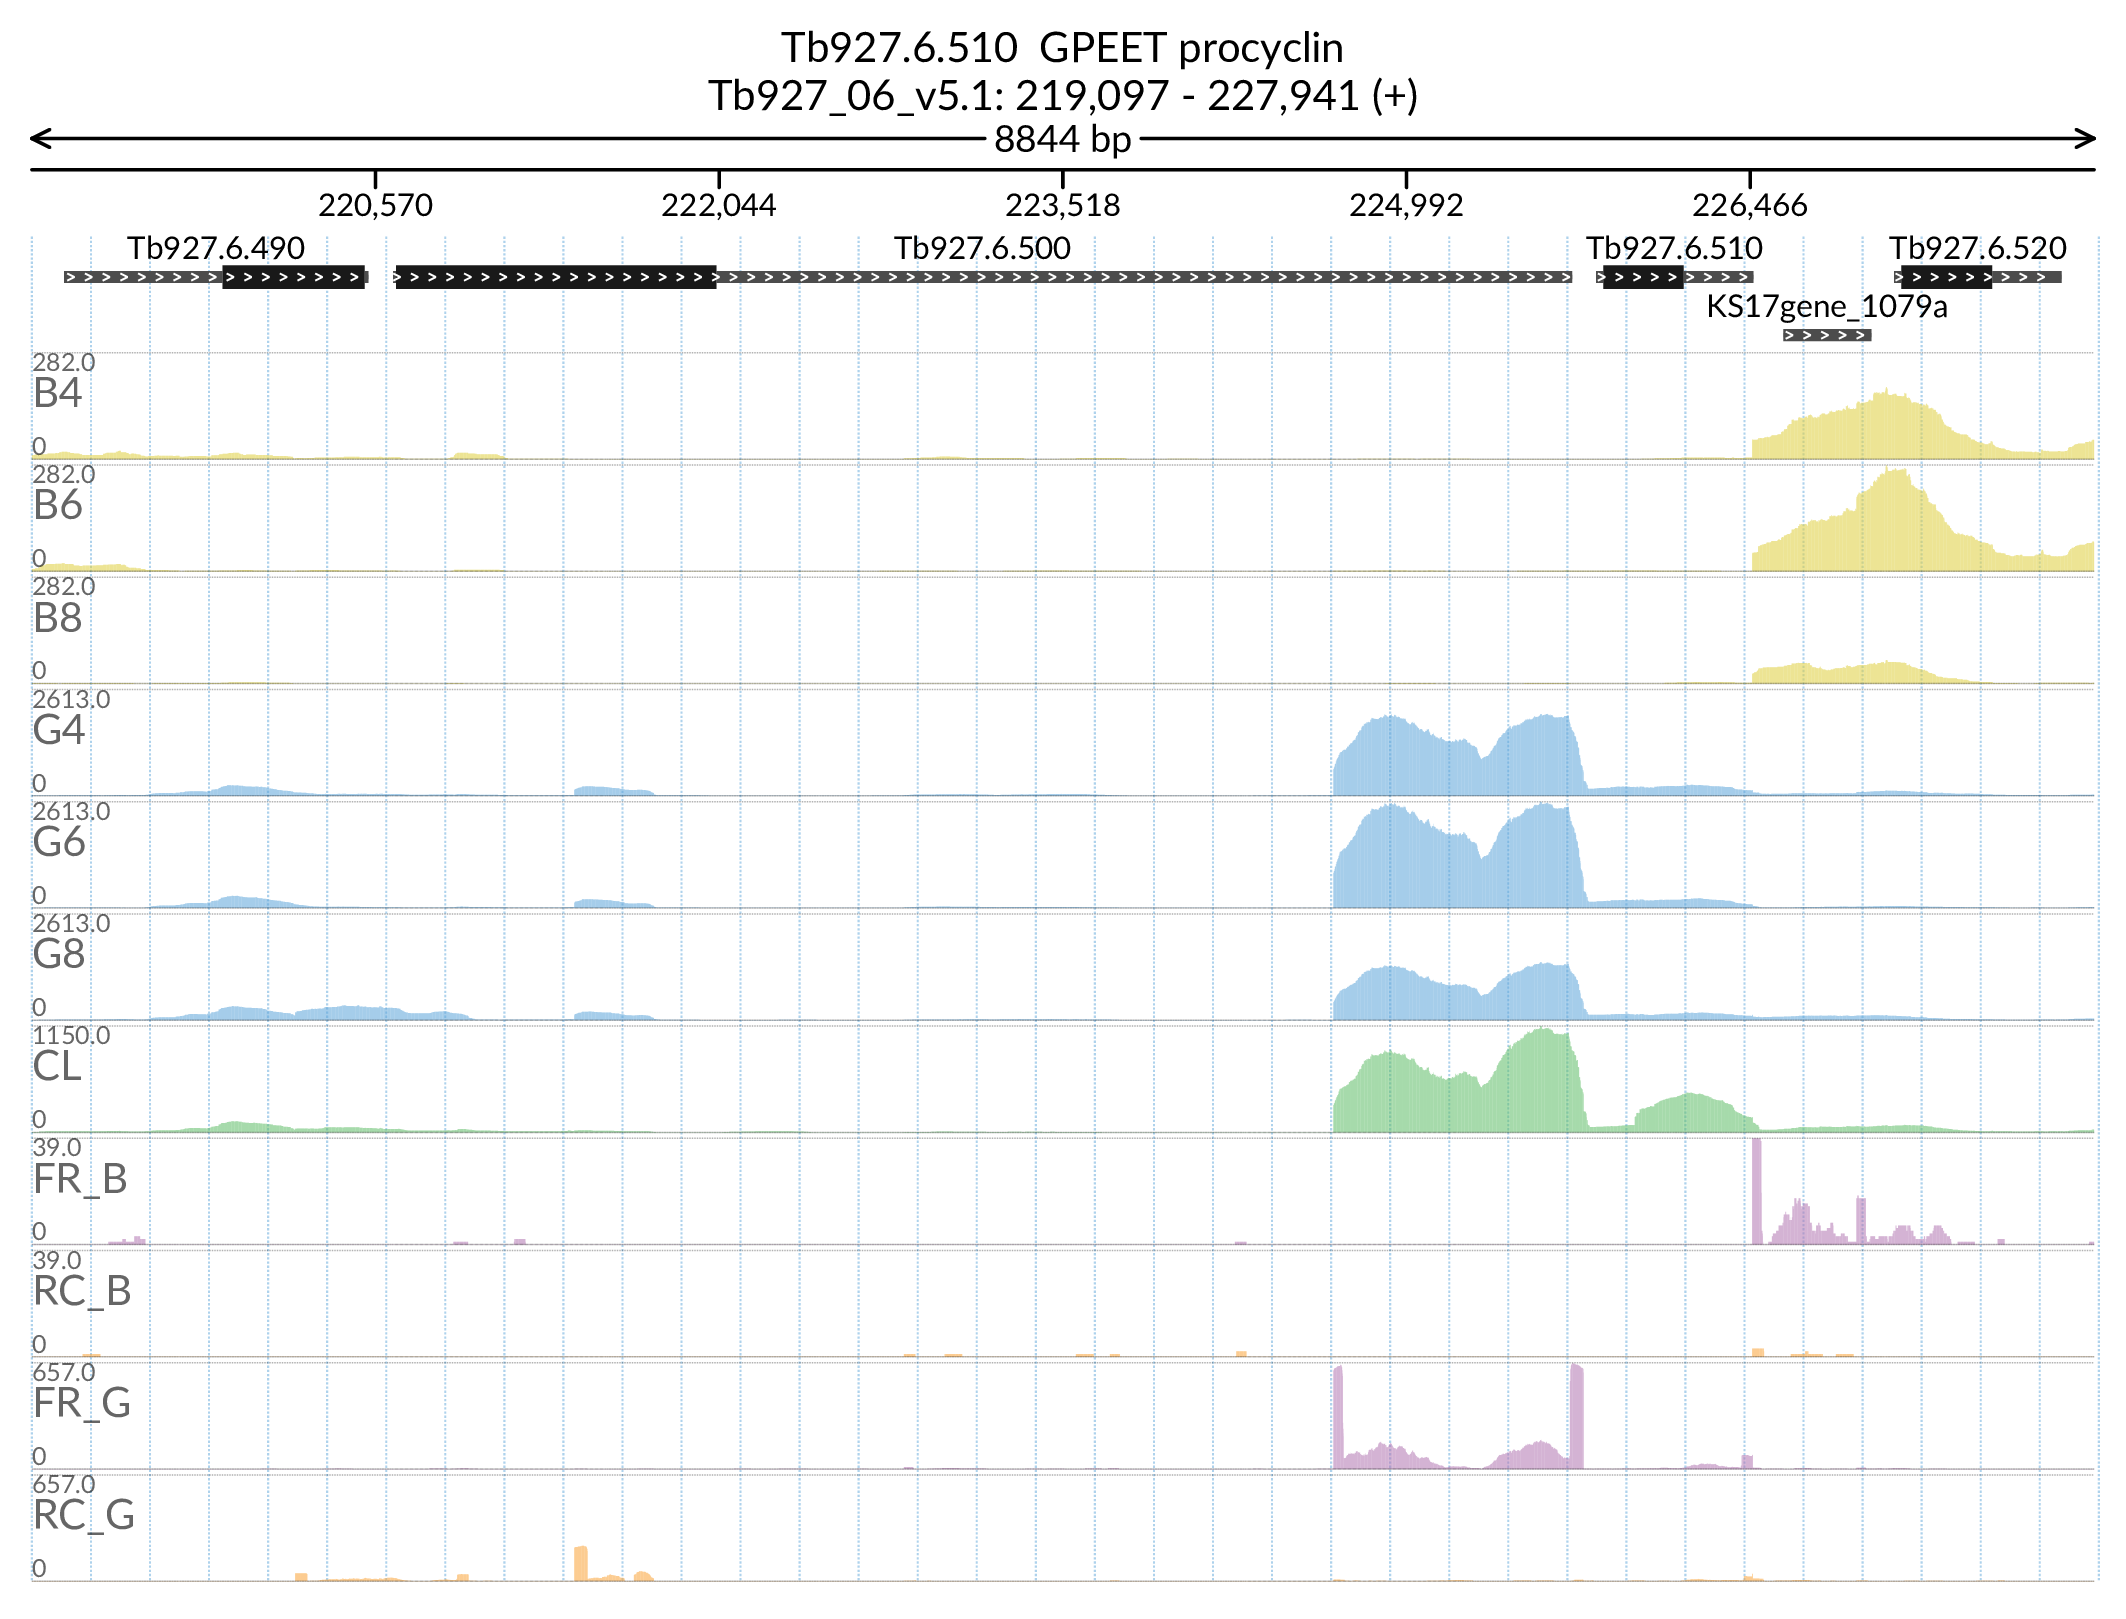 Tb927.6.510 GPEET procyclin
Tb927_06_v5.1: 219,097 - 227,941 (+)
8844 bp
220,570 222,044 223,518 224,992 226,466
Tb927.6.490 Tb927.6.500 Tb927.6.510 Tb927.6.520
KS17gene_1079a
282.0
B4
0
282.0
B6
0
282.0
B8
0
2613.0
G4
0
2613.0
G6
0
2613.0
G8
0
1150.0
CL
0
39.0
FR_B
0
39.0
RC_B
0
657.0
FR_G
0
657.0
RC_G
0